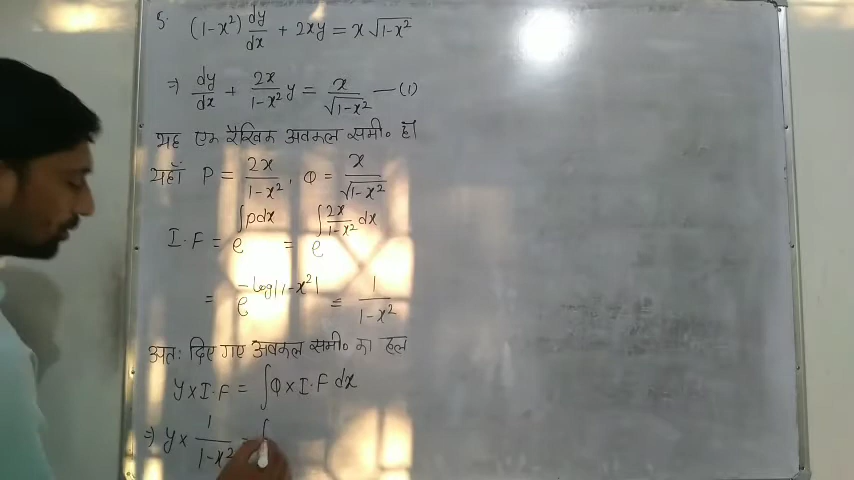 5. (1-x²) dy/dx + 2xy = x √1-x²
⇒ dy/dx + 2x/1-x² y = x/√1-x² —(1)
यह एक रैखिक अवकल समी० है।
यहाँ P = 2x/1-x², Q = x/√1-x²
I.F = e^∫pdx = e^∫2x/1-x² dx
= e^-log|1-x²| = 1/1-x²
अतः दिए गए अवकल समी० का हल
y×I.F = ∫Q×I.F dx
⇒ y× 1/1-x² = ∫